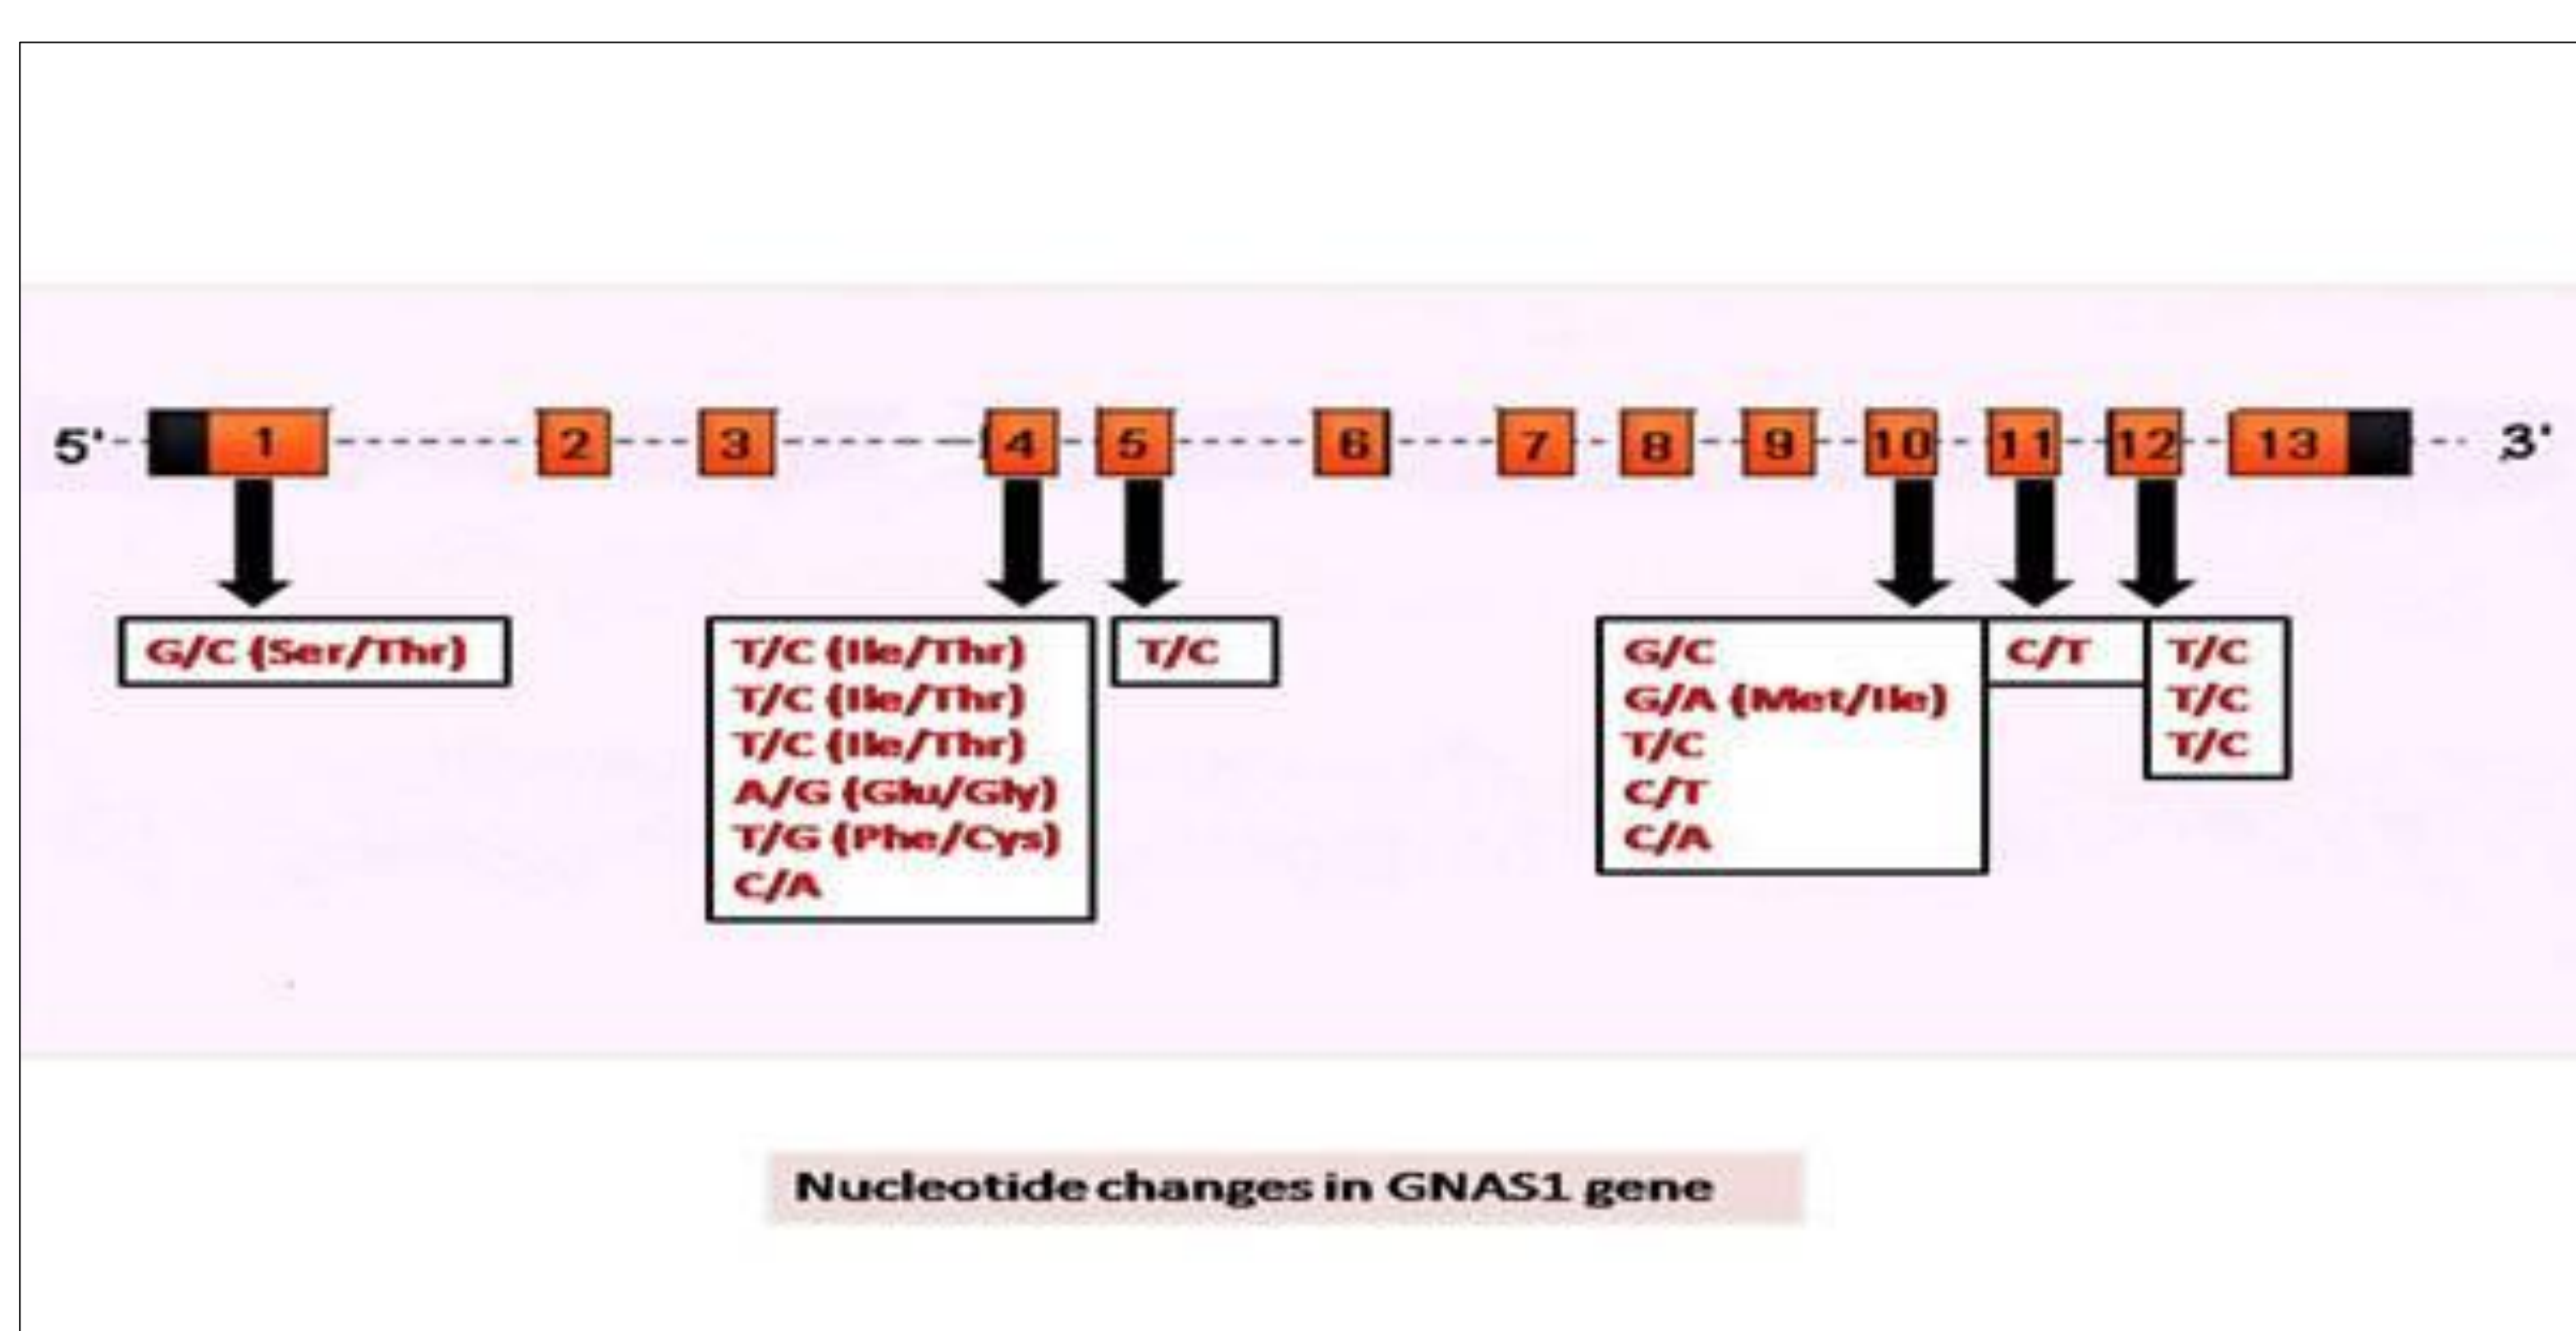 5' 1 2 3 4 5 6 7 8 9 10 11 12 13 3'
G/C (Ser/Thr)
T/C (Ile/Thr)
T/C (Ile/Thr)
T/C (Ile/Thr)
A/G (Glu/Gly)
T/G (Phe/Cys)
C/A
T/C
G/C
G/A (Met/Ile)
T/C
C/T
C/A
C/T
T/C
T/C
T/C
Nucleotide changes in GNAS1 gene